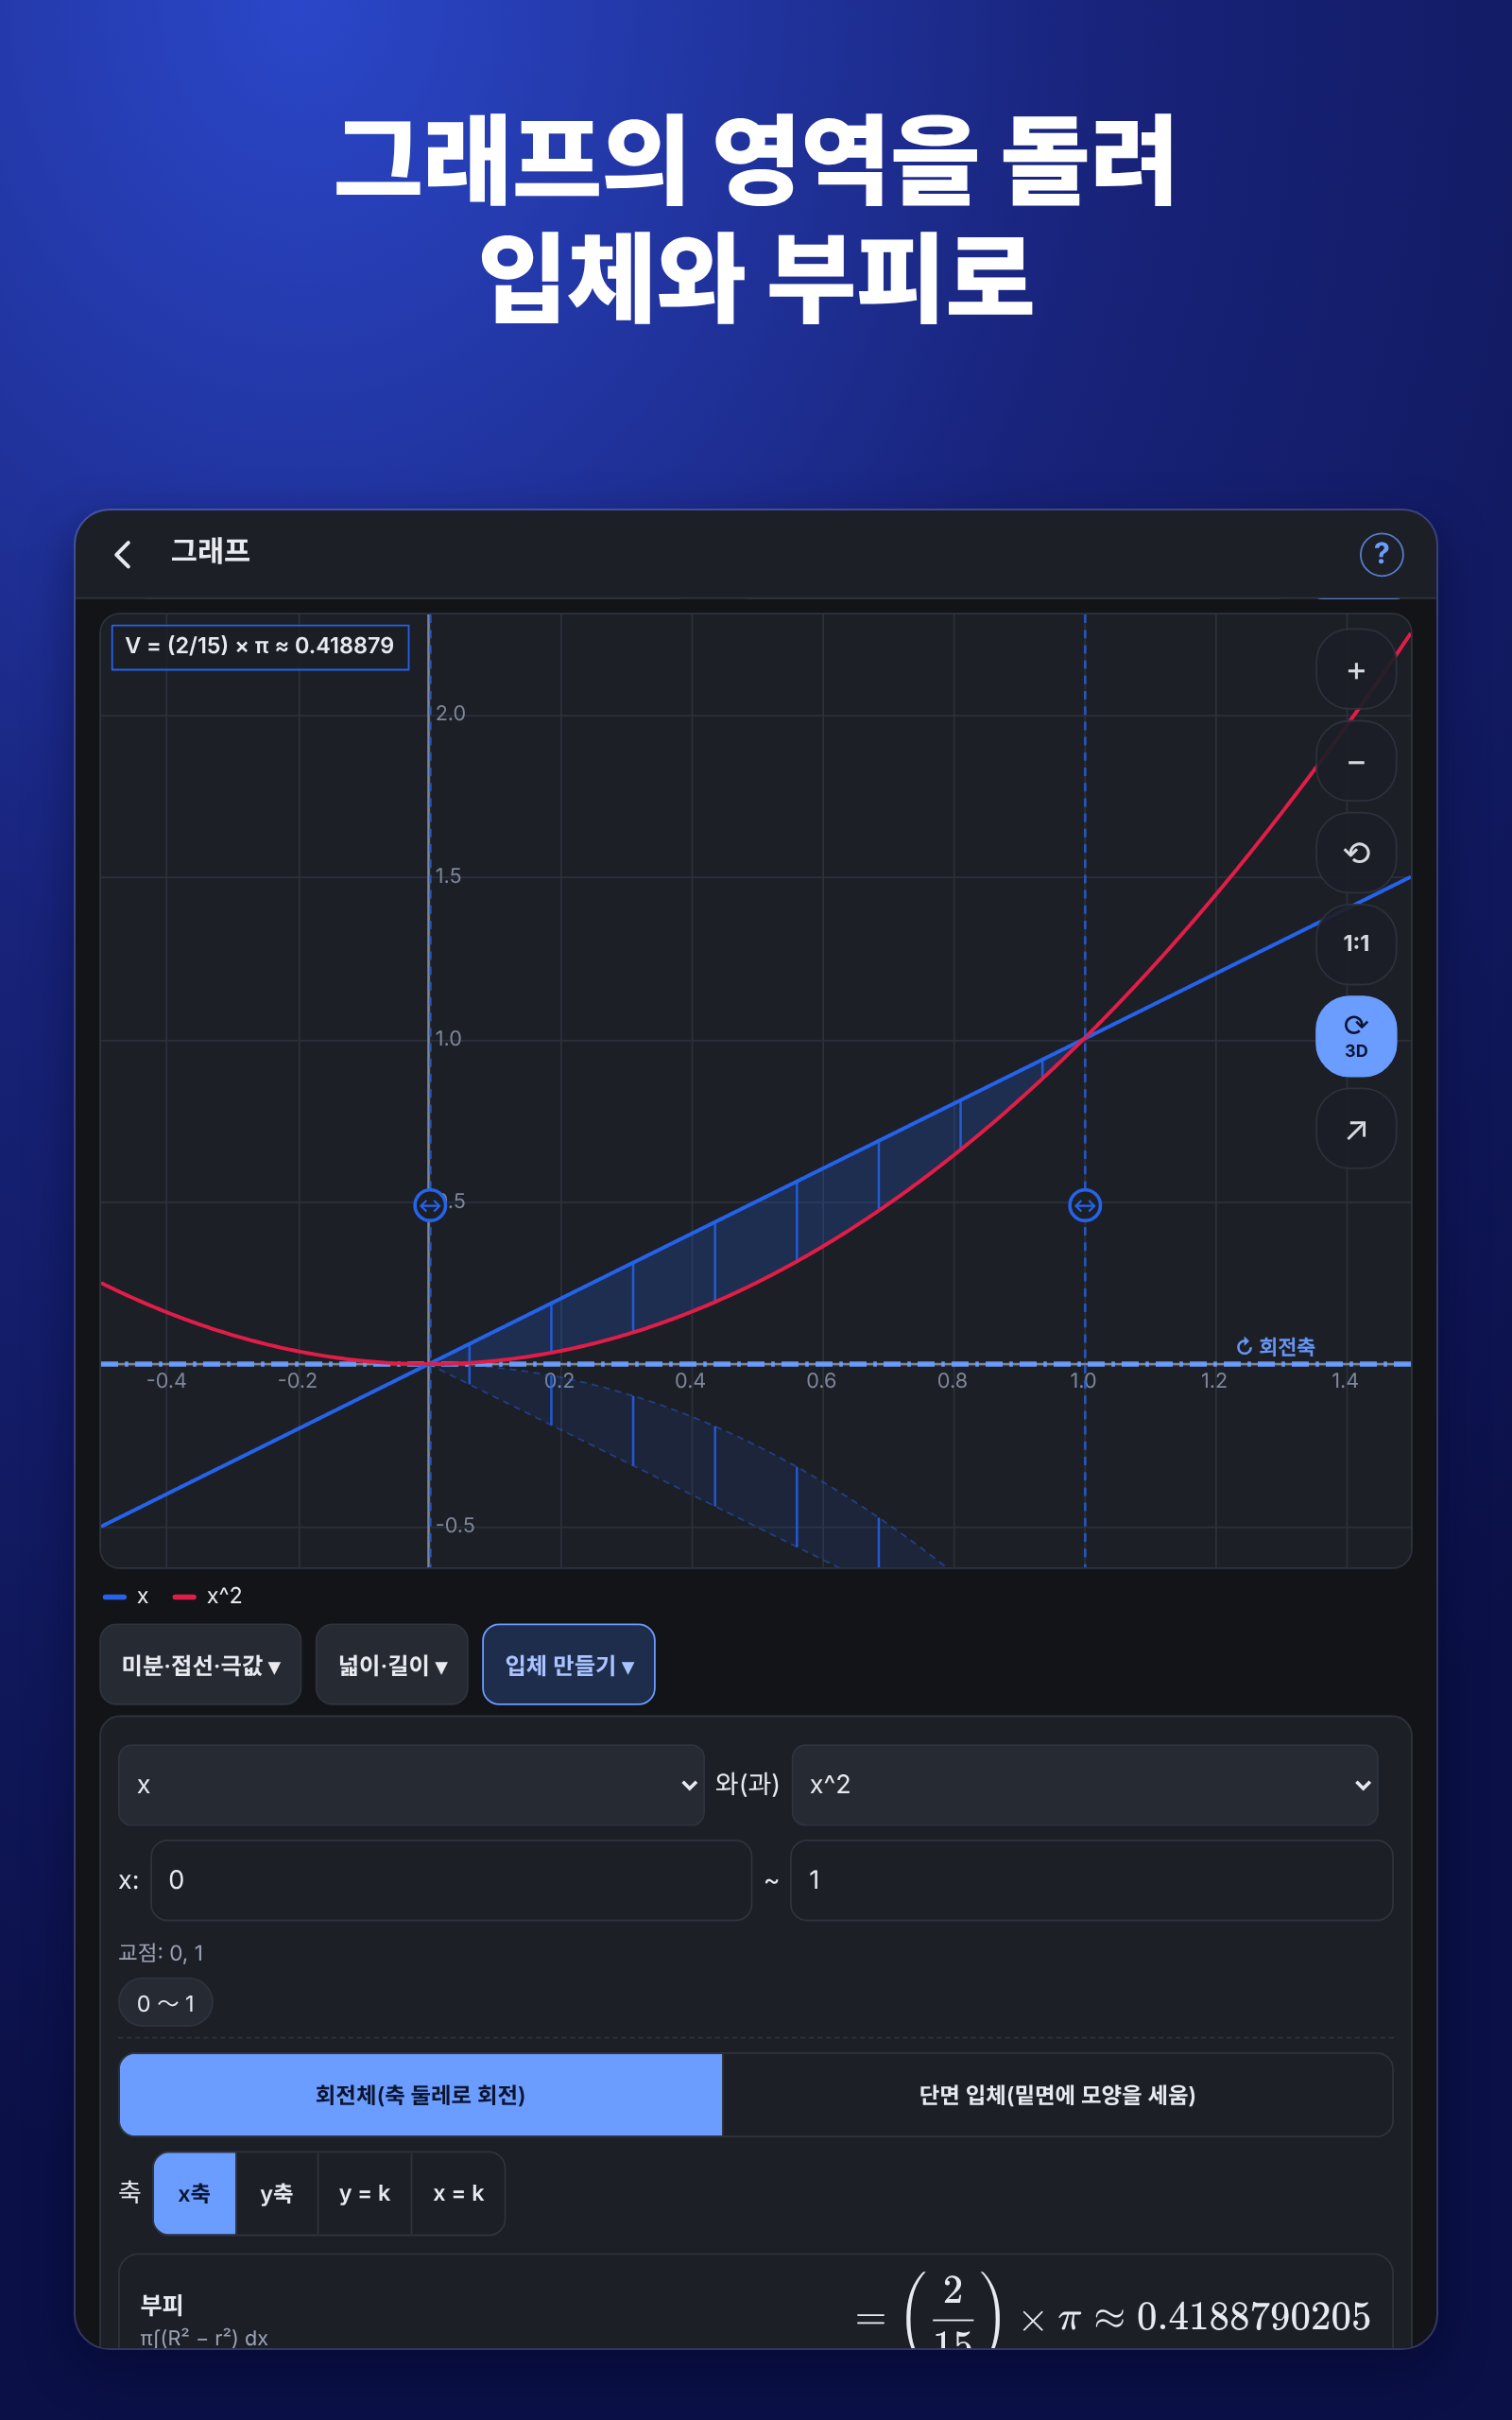 그래프의 영역을 돌려
입체와 부피로
그래프
?
V = (2/15) × π ≈ 0.418879
+
−
⟲
1:1
⟳
3D
↗
2.0
1.5
1.0
.5
↻ 회전축
-0.4 -0.2 0.2 0.4 0.6 0.8 1.0 1.2 1.4
-0.5
x x^2
미분·접선·극값 ▾ 넓이·길이 ▾ 입체 만들기 ▾
x 와(과) x^2
x: 0 ~ 1
교점: 0, 1
0 ～ 1
회전체(축 둘레로 회전) 단면 입체(밑면에 모양을 세움)
축 x축 y축 y = k x = k
부피 = (2/15) × π ≈ 0.4188790205
π∫(R² − r²) dx